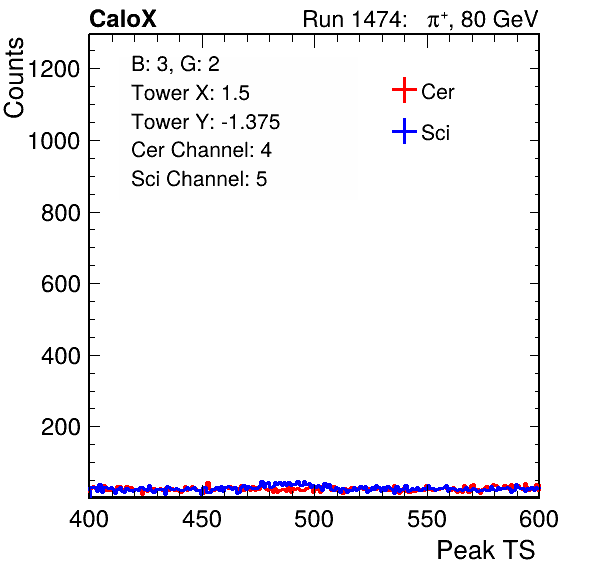 CaloX
Run 1474: π⁺, 80 GeV
Counts
B: 3, G: 2
Tower X: 1.5
Tower Y: -1.375
Cer Channel: 4
Sci Channel: 5
Cer
Sci
1200
1000
800
600
400
200
400 450 500 550 600
Peak TS